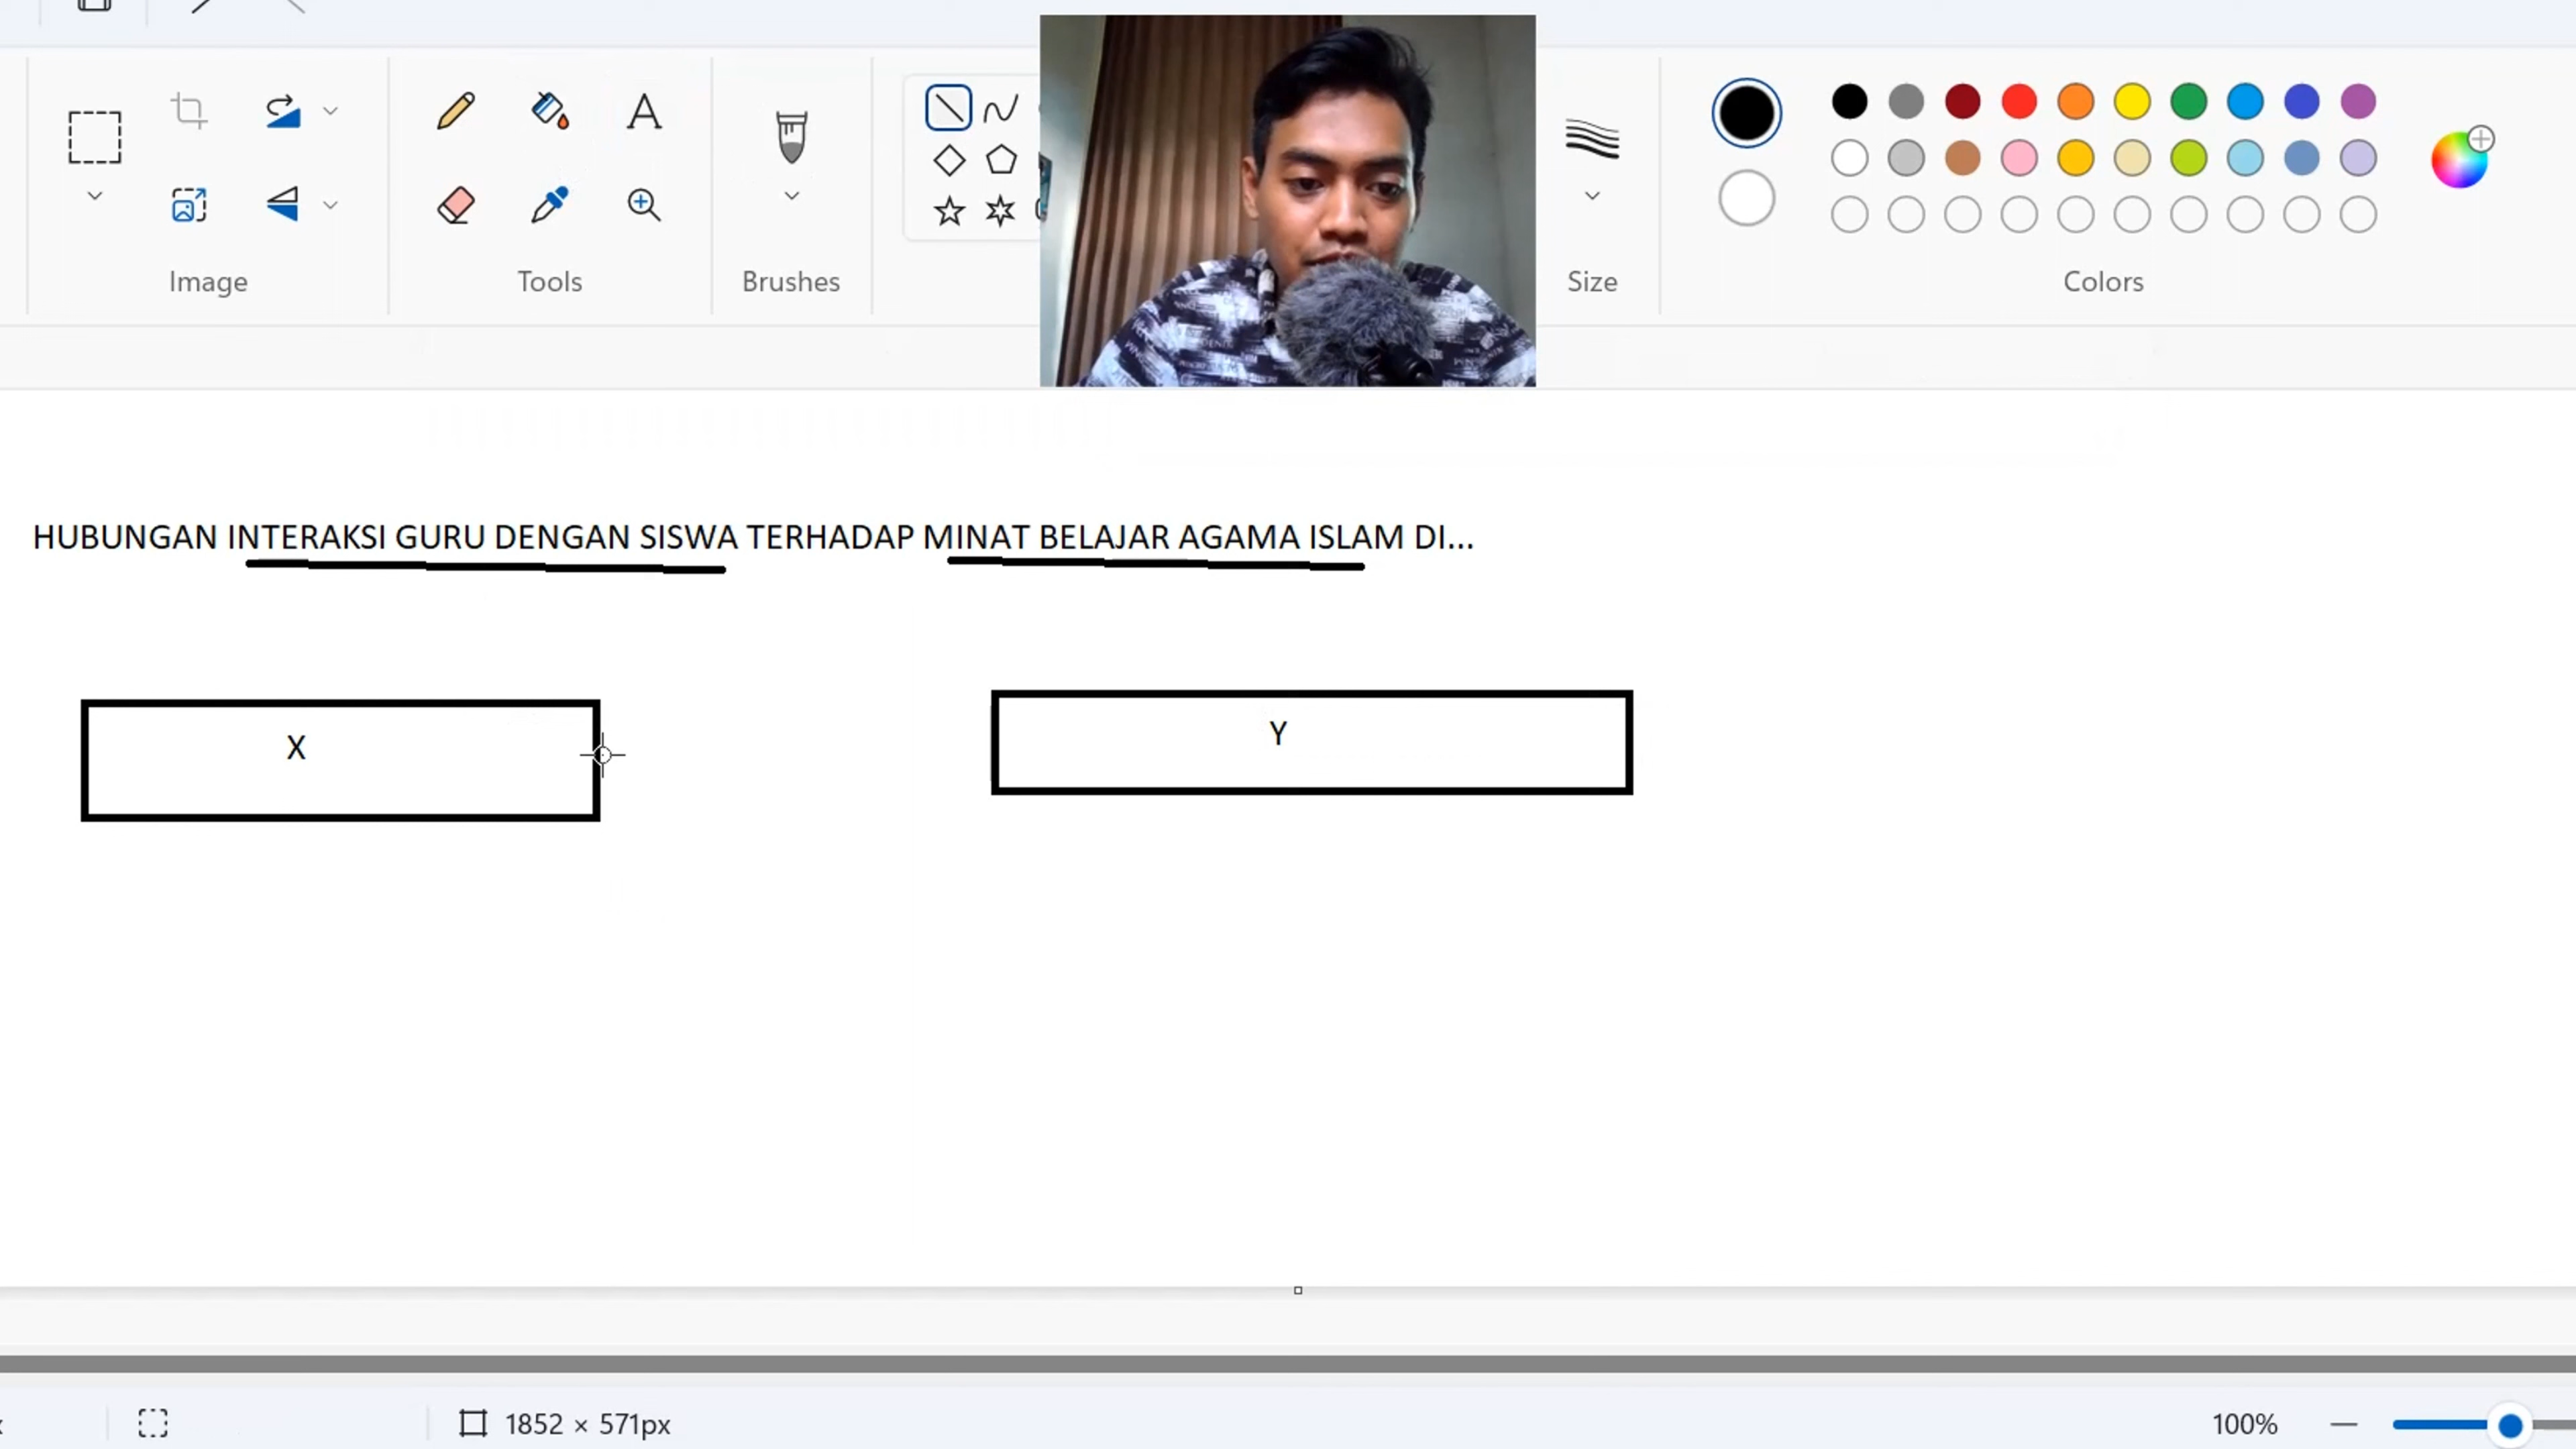 Image
Tools
Brushes
Size
Colors
HUBUNGAN INTERAKSI GURU DENGAN SISWA TERHADAP MINAT BELAJAR AGAMA ISLAM DI...
X
Y
1852 × 571px
100%